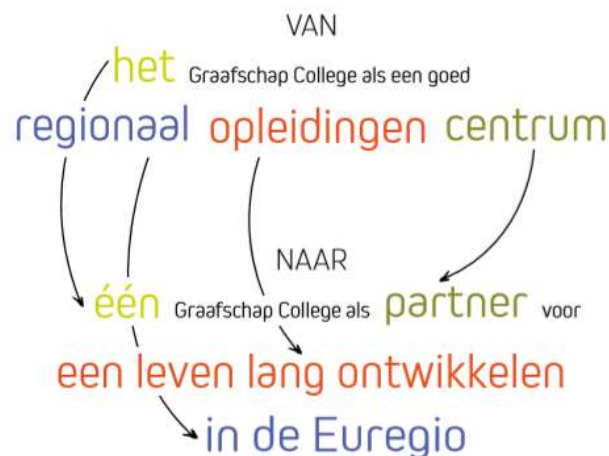 VAN
het Graafschap College als een goed
regionaal opleidingen centrum
NAAR
één Graafschap College als partner voor
een leven lang ontwikkelen
in de Euregio